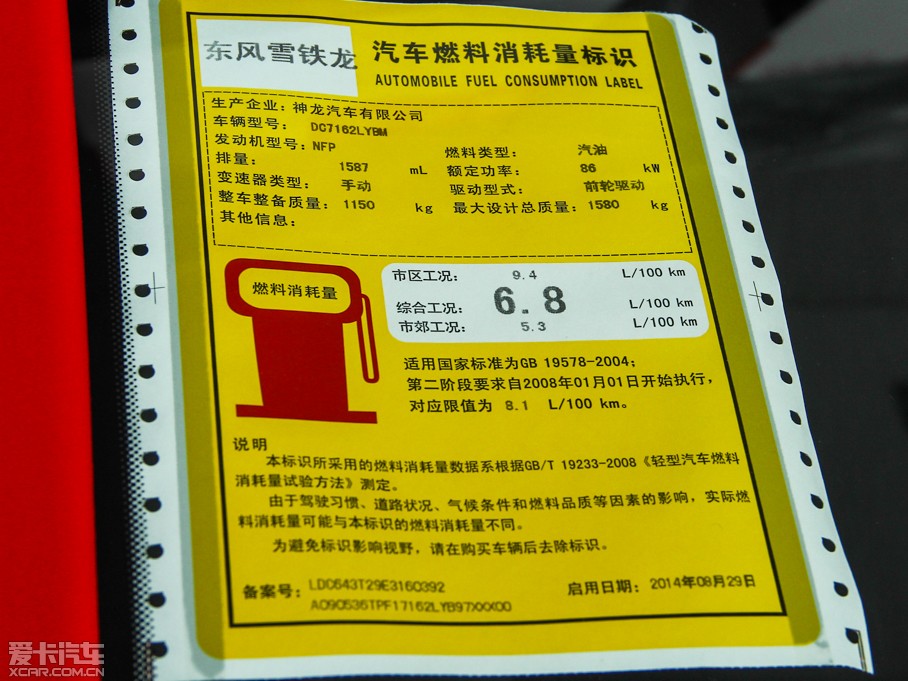 东风雪铁龙 汽车燃料消耗量标识
AUTOMOBILE FUEL CONSUMPTION LABEL
生产企业：神龙汽车有限公司
车辆型号： DC7162LYBM
发动机型号：NFP 燃料类型： 汽油
排量： 1587 mL 额定功率： 86 kW
变速器类型： 手动 驱动型式： 前轮驱动
整车整备质量： 1150 kg 最大设计总质量：1580 kg
其他信息：
燃料消耗量
市区工况： 9.4 L/100 km
综合工况： 6.8 L/100 km
市郊工况： 5.3 L/100 km
适用国家标准为GB 19578-2004；
第二阶段要求自2008年01月01日开始执行，
对应限值为 8.1 L/100 km。
说明
本标识所采用的燃料消耗量数据系根据GB/T 19233-2008《轻型汽车燃料
消耗量试验方法》测定。
由于驾驶习惯、道路状况、气候条件和燃料品质等因素的影响，实际燃
料消耗量可能与本标识的燃料消耗量不同。
为避免标识影响视野，请在购买车辆后去除标识。
备案号：LDC643T29E3160392 启用日期：2014年08月29日
A090536TPF17162LYB97XXX00
爱卡汽车
XCAR.COM.CN